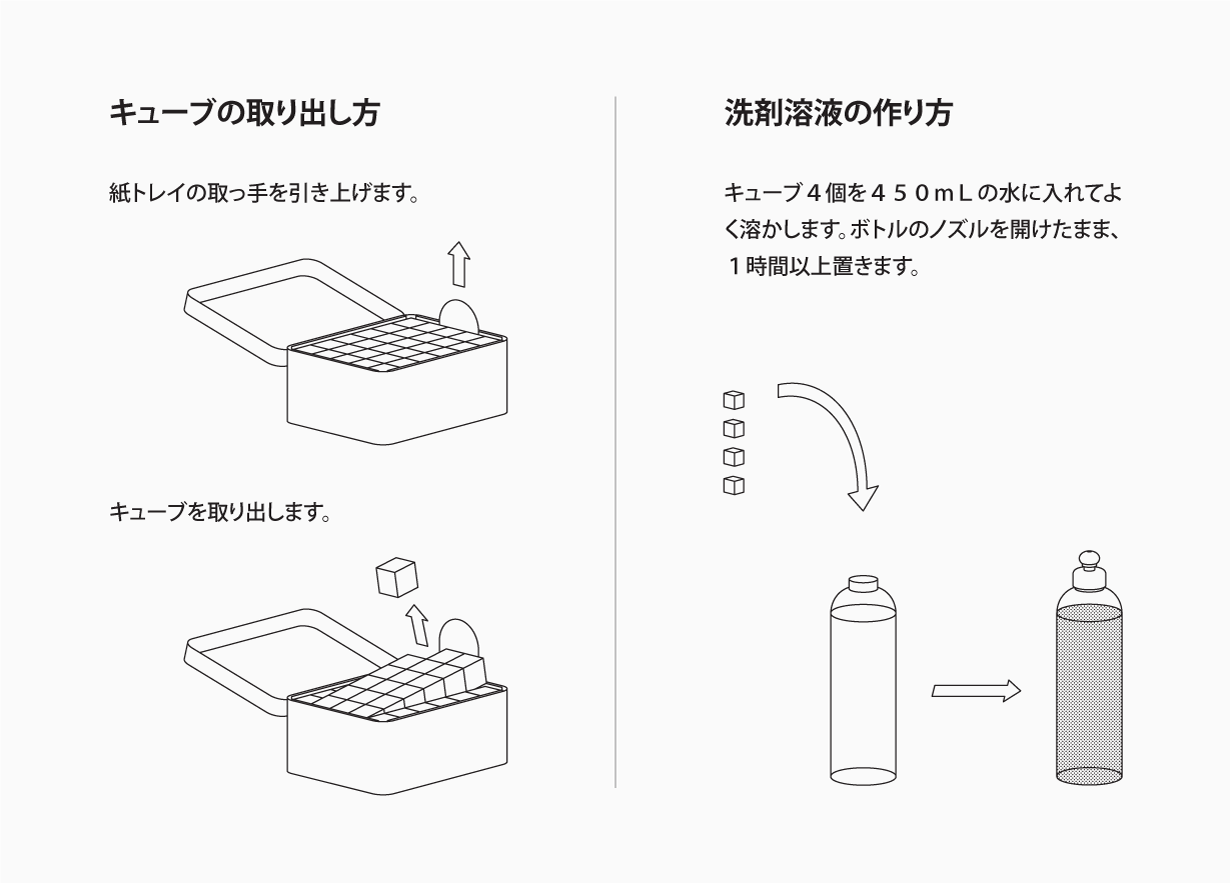 キューブの取り出し方
紙トレイの取っ手を引き上げます。
キューブを取り出します。
洗剤溶液の作り方
キューブ４個を４５０ｍＬの水に入れてよ
く溶かします。ボトルのノズルを開けたまま、
１時間以上置きます。